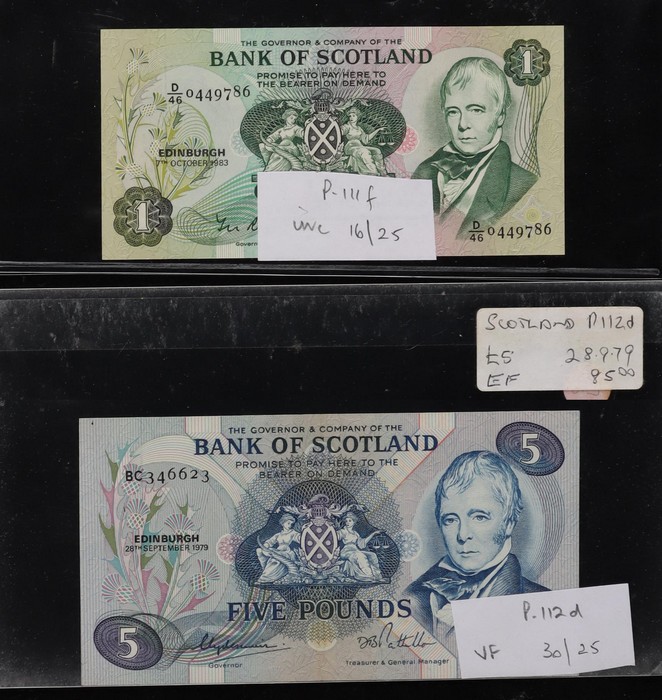 THE GOVERNOR & COMPANY OF THE
BANK OF SCOTLAND
PROMISE TO PAY HERE TO
THE BEARER ON DEMAND
1
D/46 0449786
EDINBURGH
7TH OCTOBER 1983
1
D/46 0449786
P-111f
UNC 16/25
SCOTLAND P112d
£5 28.9.79
EF 85.00
THE GOVERNOR & COMPANY OF THE
BANK OF SCOTLAND
PROMISE TO PAY HERE TO THE
BEARER ON DEMAND
5
BC346623
EDINBURGH
28TH SEPTEMBER 1979
FIVE POUNDS
5
Governor
Treasurer & General Manager
P.112d
VF 30/25